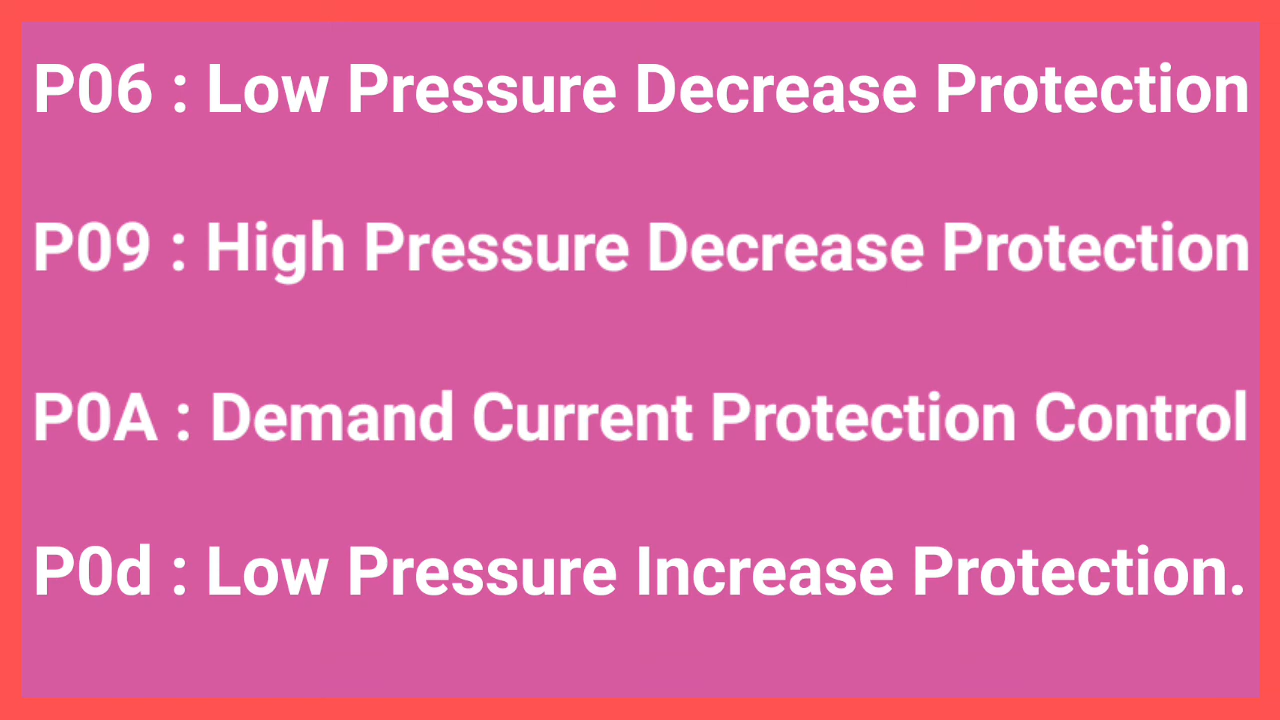 P06 : Low Pressure Decrease Protection
P09 : High Pressure Decrease Protection
P0A : Demand Current Protection Control
P0d : Low Pressure Increase Protection.